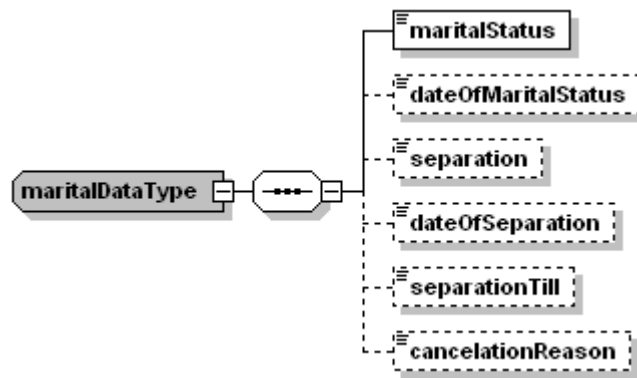 maritalStatus
dateOfMaritalStatus
separation
maritalDataType
dateOfSeparation
separationTill
cancelationReason